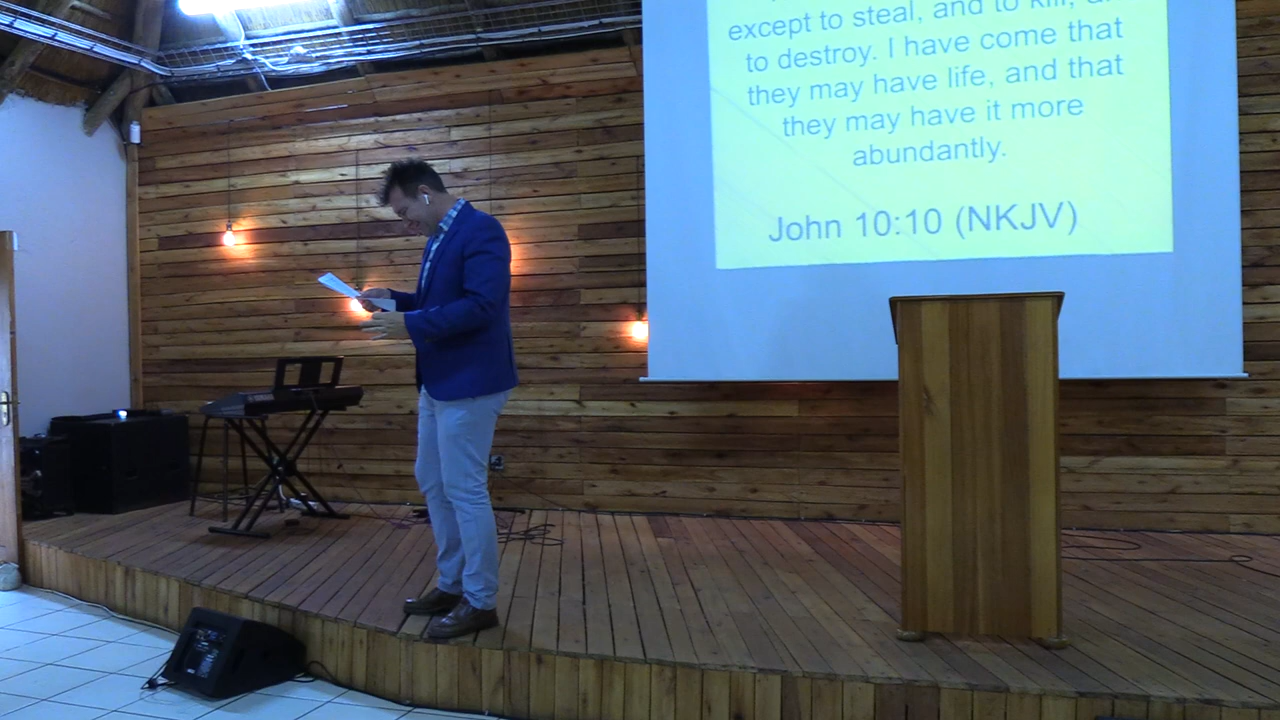 except to steal, and to kill, and
to destroy. I have come that
they may have life, and that
they may have it more
abundantly.
John 10:10 (NKJV)